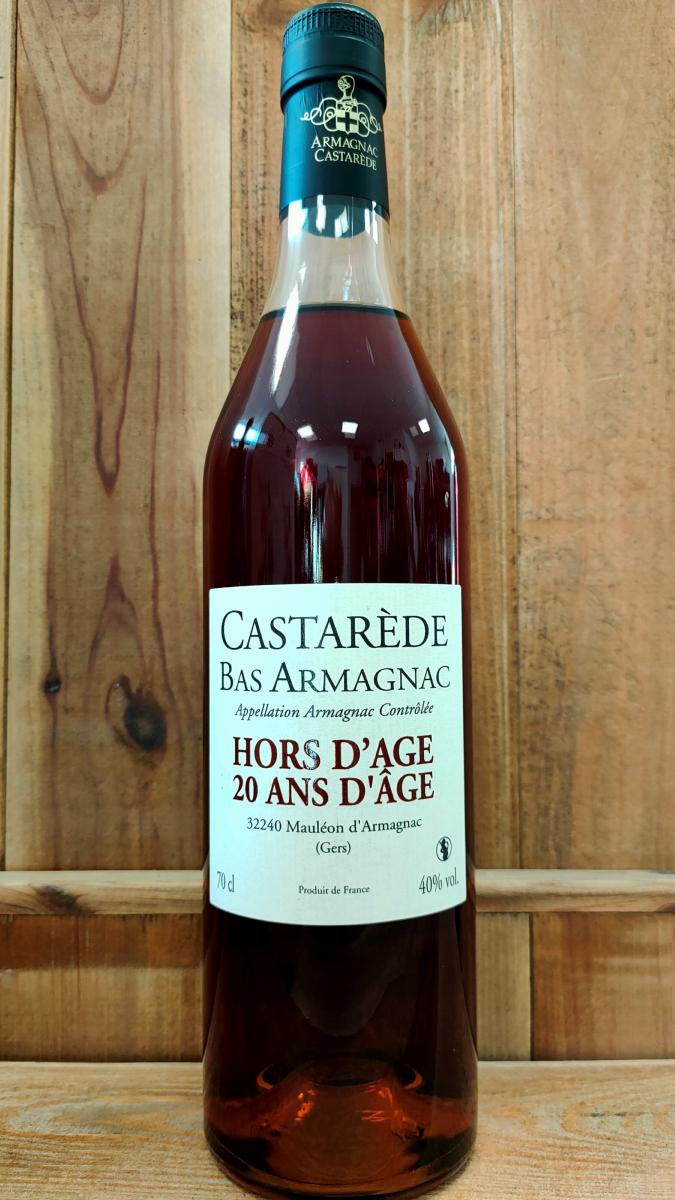 ARMAGNAC
CASTARÈDE
CASTARÈDE
BAS ARMAGNAC
Appellation Armagnac Contrôlée
HORS D'AGE
20 ANS D'ÂGE
32240 Mauléon d'Armagnac
(Gers)
70 cl
Produit de France
40% vol.